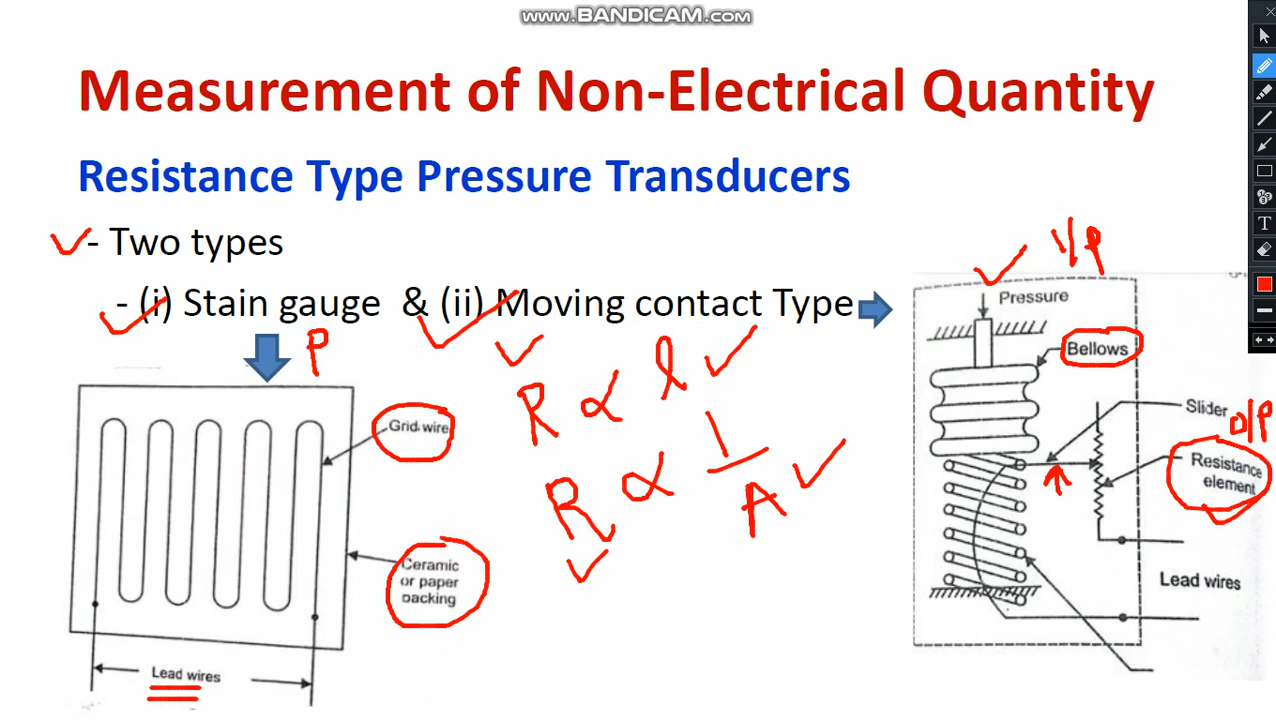 www.BANDICAM.com
Measurement of Non-Electrical Quantity
Resistance Type Pressure Transducers
- Two types
- (i) Stain gauge & (ii) Moving contact Type
P
Grid wire
Ceramic
or paper
backing
Lead wires
R ∝ l
R ∝ 1/A
I/P
Pressure
Bellows
Slider
O/P
Resistance
element
Lead wires
T